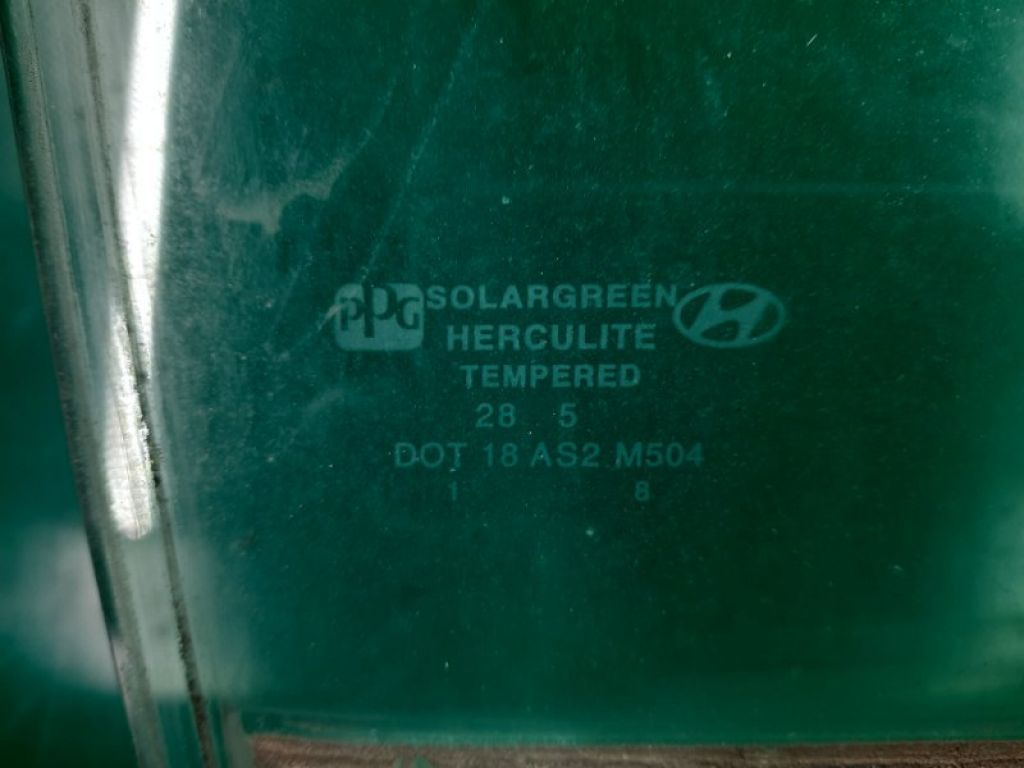 PPG SOLARGREEN
HERCULITE
TEMPERED
28 5
DOT 18 AS2 M504
1 8